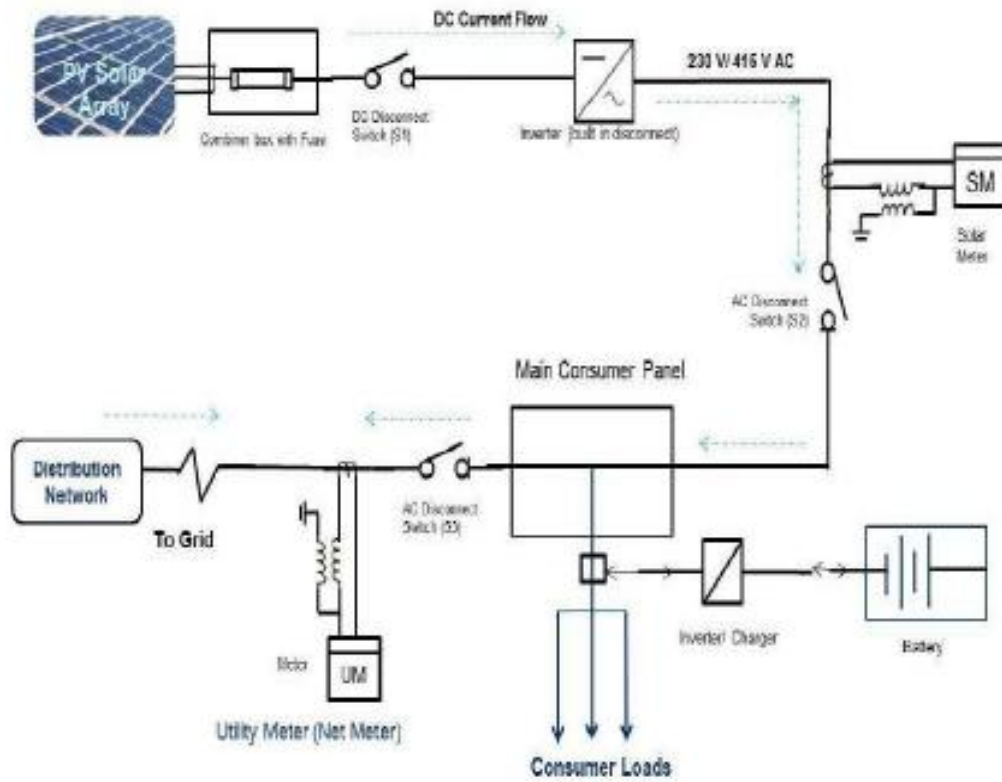 DC Current Flow
PV Solar
Array
230 V/ 415 V AC
DC Disconnect
Switch (S1)
Combiner box with Fuse
Inverter (built in disconnect)
SM
Solar
Meter
AC Disconnect
Switch (S2)
Main Consumer Panel
Distribution
Network
To Grid
AC Disconnect
Switch (S3)
Inverter/ Charger
Battery
UM
Utility Meter (Net Meter)
Consumer Loads